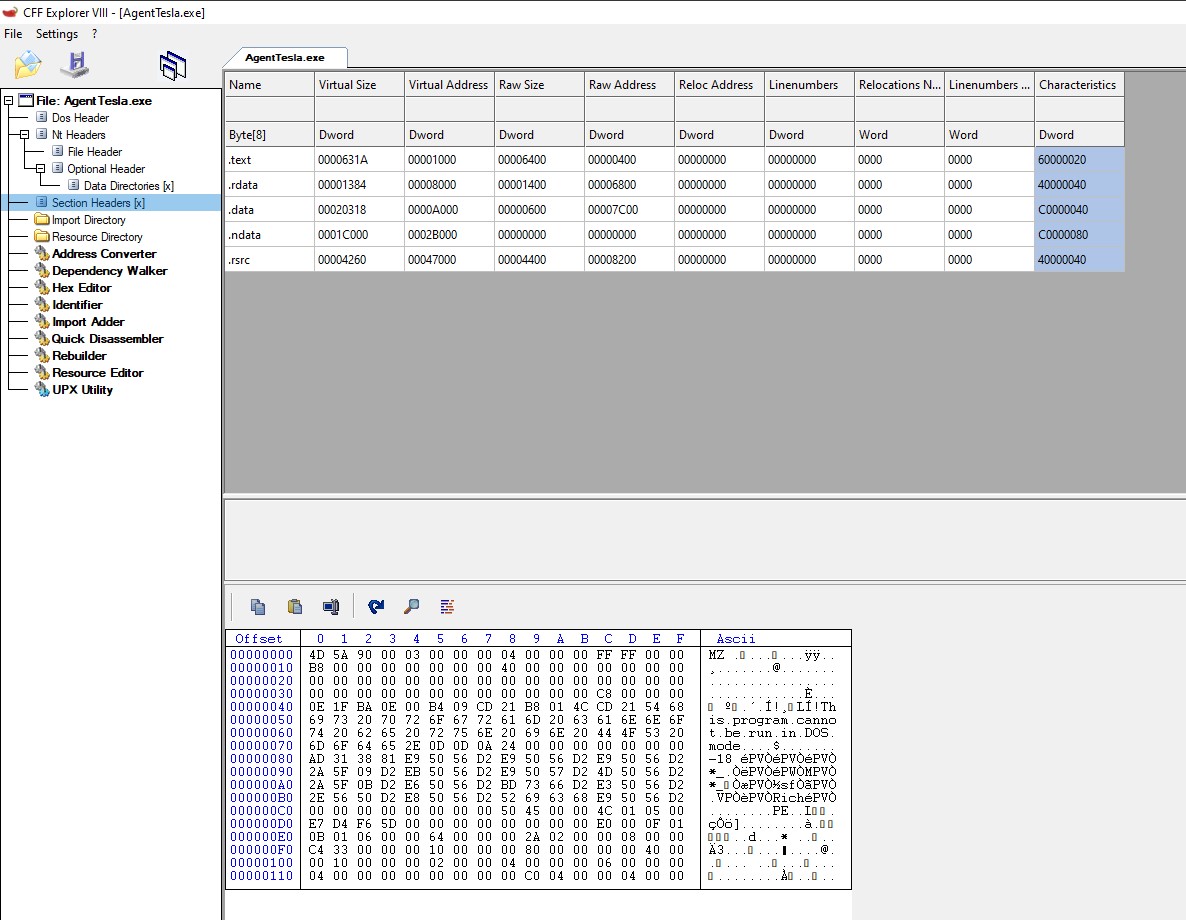 CFF Explorer VIII - [AgentTesla.exe]
File Settings ?
AgentTesla.exe
File: AgentTesla.exe
Dos Header
Nt Headers
File Header
Optional Header
Data Directories [x]
Section Headers [x]
Import Directory
Resource Directory
Address Converter
Dependency Walker
Hex Editor
Identifier
Import Adder
Quick Disassembler
Rebuilder
Resource Editor
UPX Utility
Name Virtual Size Virtual Address Raw Size Raw Address Reloc Address Linenumbers Relocations N... Linenumbers ... Characteristics
Byte[8] Dword Dword Dword Dword Dword Dword Word Word Dword
.text 0000631A 00001000 00006400 00000400 00000000 00000000 0000 0000 60000020
.rdata 00001384 00008000 00001400 00006800 00000000 00000000 0000 0000 40000040
.data 00020318 0000A000 00000600 00007C00 00000000 00000000 0000 0000 C0000040
.ndata 0001C000 0002B000 00000000 00000000 00000000 00000000 0000 0000 C0000080
.rsrc 00004260 00047000 00004400 00008200 00000000 00000000 0000 0000 40000040
Offset 0 1 2 3 4 5 6 7 8 9 A B C D E F Ascii
00000000 4D 5A 90 00 03 00 00 00 04 00 00 00 FF FF 00 00 MZ .▯...▯...ÿÿ..
00000010 B8 00 00 00 00 00 00 00 40 00 00 00 00 00 00 00 ¸.......@.......
00000020 00 00 00 00 00 00 00 00 00 00 00 00 00 00 00 00 ................
00000030 00 00 00 00 00 00 00 00 00 00 00 00 C8 00 00 00 ............È...
00000040 0E 1F BA 0E 00 B4 09 CD 21 B8 01 4C CD 21 54 68 ▯ º▯.´.Í!¸▯LÍ!Th
00000050 69 73 20 70 72 6F 67 72 61 6D 20 63 61 6E 6E 6F is.program.canno
00000060 74 20 62 65 20 72 75 6E 20 69 6E 20 44 4F 53 20 t.be.run.in.DOS.
00000070 6D 6F 64 65 2E 0D 0D 0A 24 00 00 00 00 00 00 00 mode....$.......
00000080 AD 31 38 81 E9 50 56 D2 E9 50 56 D2 E9 50 56 D2 –18 éPVÒéPVÒéPVÒ
00000090 2A 5F 09 D2 EB 50 56 D2 E9 50 57 D2 4D 50 56 D2 *_.ÒëPVÒéPWÒMPVÒ
000000A0 2A 5F 0B D2 E6 50 56 D2 BD 73 66 D2 E3 50 56 D2 *_▯ÒæPVÒ½sfÒãPVÒ
000000B0 2E 56 50 D2 E8 50 56 D2 52 69 63 68 E9 50 56 D2 .VPÒèPVÒRichéPVÒ
000000C0 00 00 00 00 00 00 00 00 50 45 00 00 4C 01 05 00 ........PE..L▯▯.
000000D0 E7 D4 F6 5D 00 00 00 00 00 00 00 00 E0 00 0F 01 çÔö]........à.▯▯
000000E0 0B 01 06 00 00 64 00 00 00 2A 02 00 00 08 00 00 ▯▯▯..d...*▯..▯..
000000F0 C4 33 00 00 00 10 00 00 00 80 00 00 00 00 40 00 Ä3...▯........@.
00000100 00 10 00 00 00 02 00 00 04 00 00 00 06 00 00 00 .▯...▯..▯...▯...
00000110 04 00 00 00 00 00 00 00 00 C0 04 00 00 04 00 00 ▯........À▯..▯..